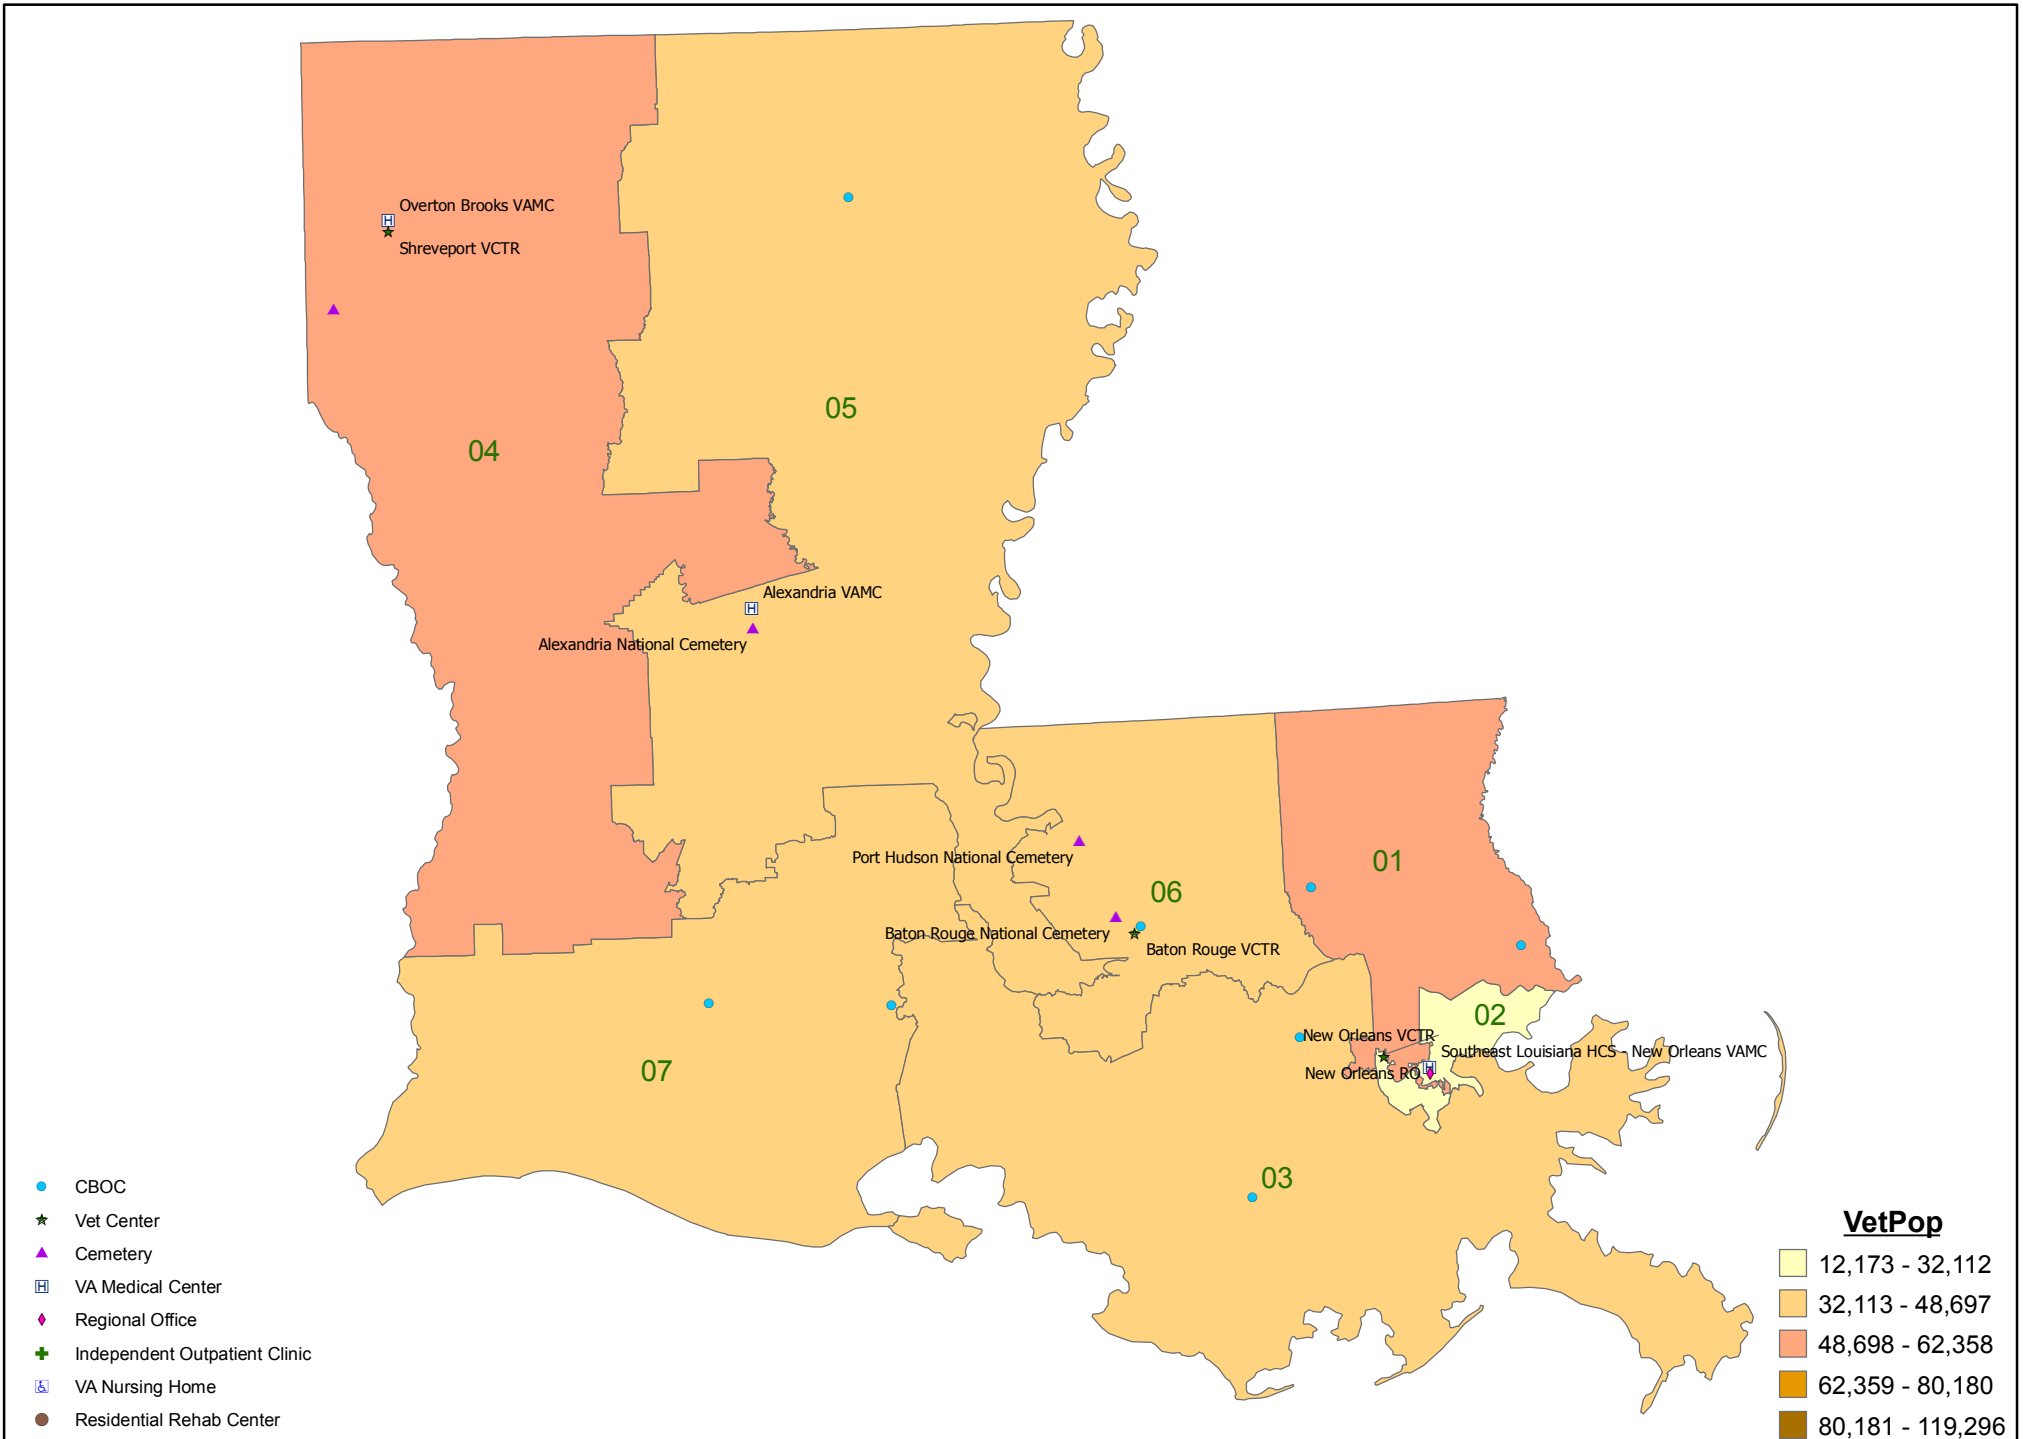 Overton Brooks VAMC
Shreveport VCTR
05
04
Alexandria VAMC
Alexandria National Cemetery
Port Hudson National Cemetery
01
06
Baton Rouge National Cemetery
Baton Rouge VCTR
02
New Orleans VCTR
Southeast Louisiana HCS - New Orleans VAMC
New Orleans RO
07
03
CBOC
Vet Center
Cemetery
H VA Medical Center
Regional Office
Independent Outpatient Clinic
VA Nursing Home
Residential Rehab Center
VetPop
12,173 - 32,112
32,113 - 48,697
48,698 - 62,358
62,359 - 80,180
80,181 - 119,296